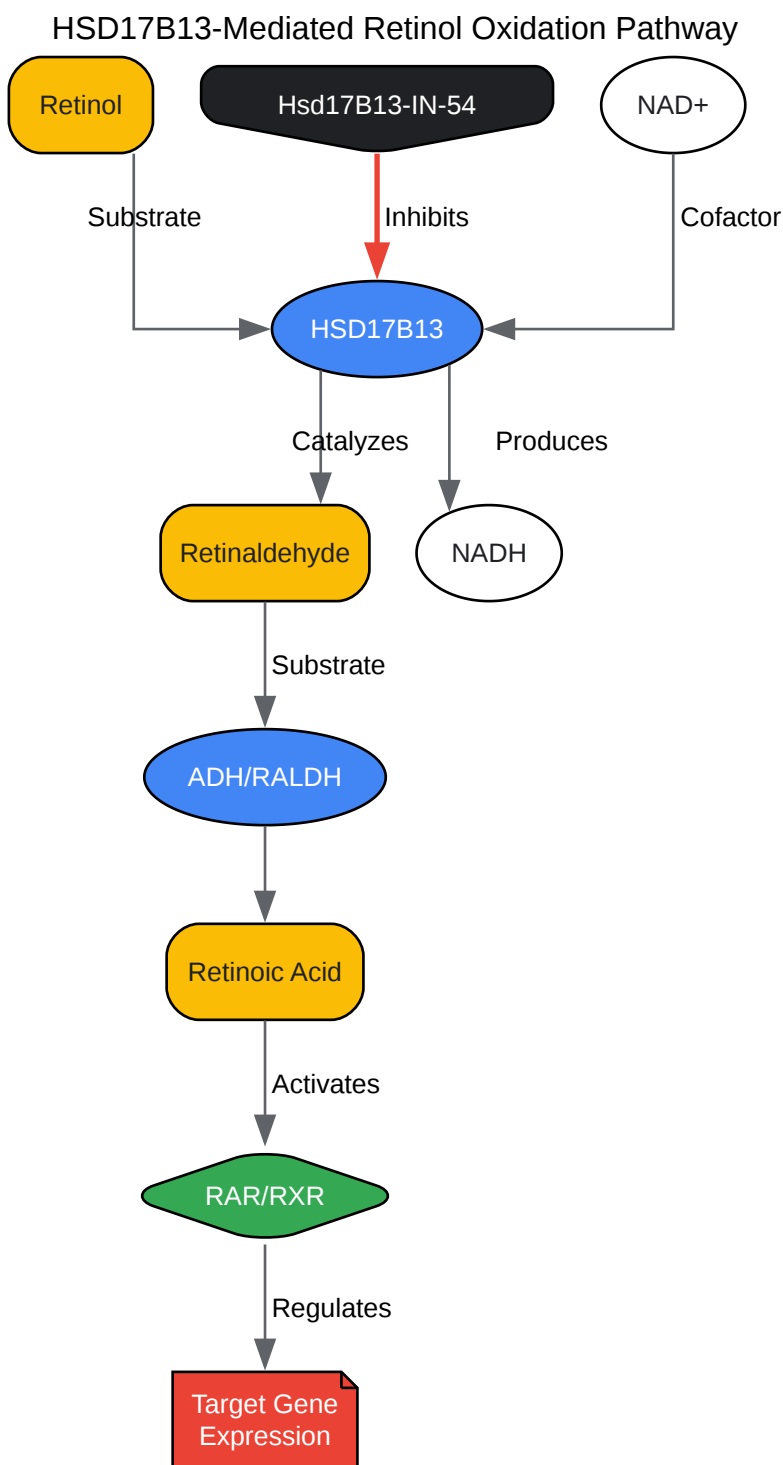 HSD17B13-Mediated Retinol Oxidation Pathway
Retinol
Hsd17B13-IN-54
NAD+
Substrate
Inhibits
Cofactor
HSD17B13
Catalyzes
Produces
Retinaldehyde
NADH
Substrate
ADH/RALDH
Retinoic Acid
Activates
RAR/RXR
Regulates
Target Gene
Expression